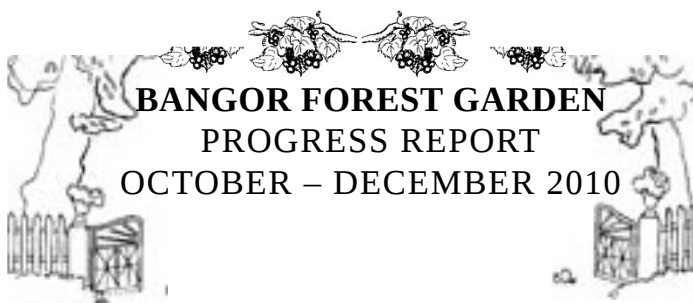 BANGOR FOREST GARDEN
PROGRESS REPORT
OCTOBER – DECEMBER 2010